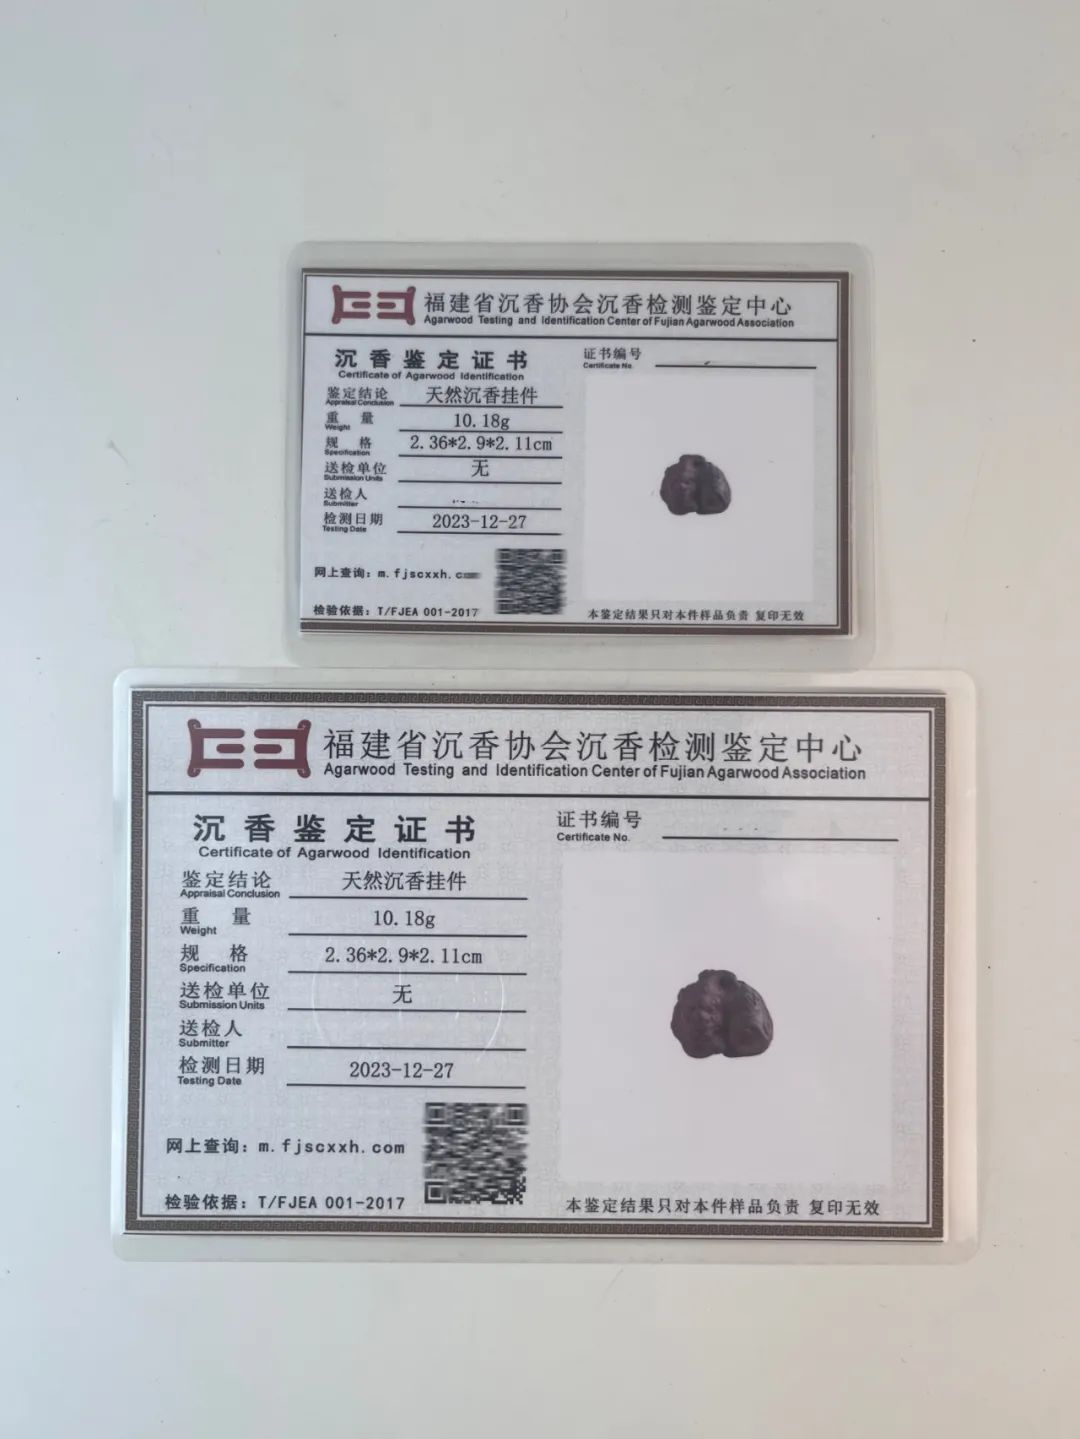 福建省沉香协会沉香检测鉴定中心
Agarwood Testing and Identification Center of Fujian Agarwood Association
沉香鉴定证书
Certificate of Agarwood Identification
鉴定结论 天然沉香挂件
Appraisal Conclusion
重量 10.18g
Weight
规格 2.36*2.9*2.11cm
Specification
送检单位 无
Submission Units
送检人
Submitter
检测日期 2023-12-27
Testing Date
网上查询：m.fjscxxh.
检验依据：T/FJEA 001-2017
证书编号
Certificate No.
本鉴定结果只对本件样品负责 复印无效
福建省沉香协会沉香检测鉴定中心
Agarwood Testing and Identification Center of Fujian Agarwood Association
沉香鉴定证书
Certificate of Agarwood Identification
鉴定结论 天然沉香挂件
Appraisal Conclusion
重量 10.18g
Weight
规格 2.36*2.9*2.11cm
Specification
送检单位 无
Submission Units
送检人
Submitter
检测日期 2023-12-27
Testing Date
网上查询：m.fjscxxh.com
检验依据：T/FJEA 001-2017
证书编号
Certificate No.
本鉴定结果只对本件样品负责 复印无效